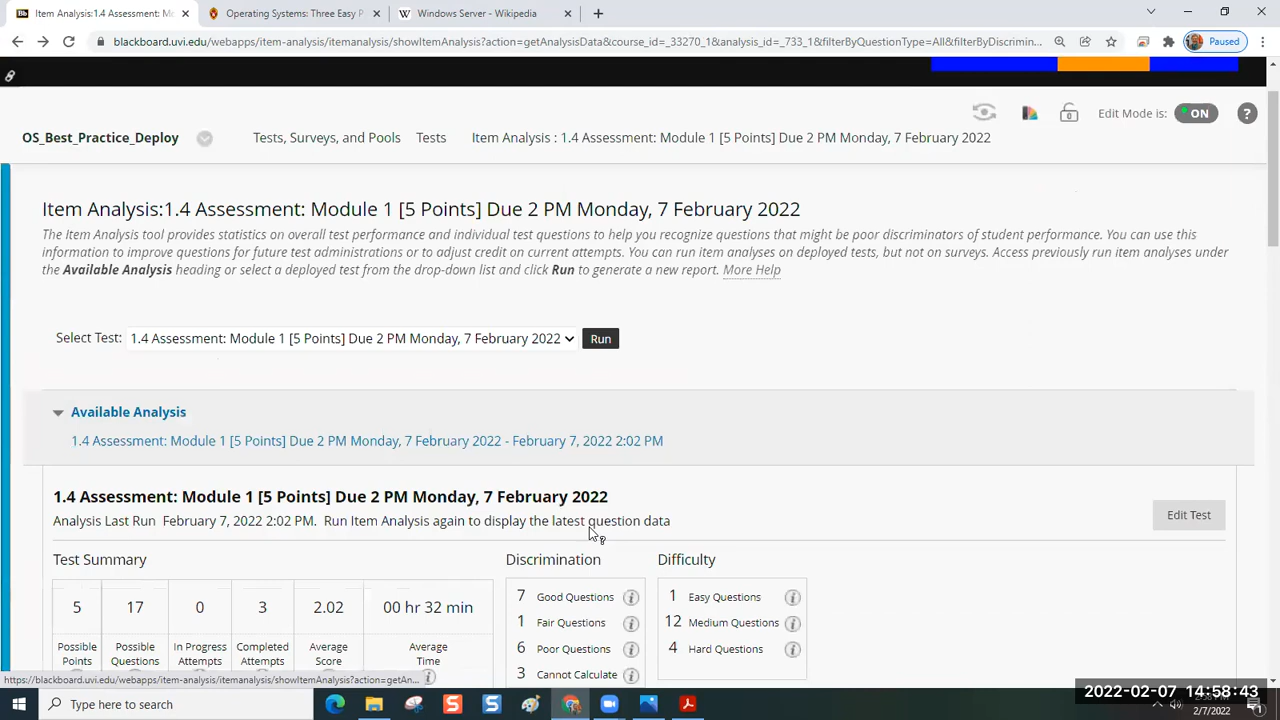 Item Analysis:1.4 Assessment: M
Operating Systems: Three Easy P
Windows Server - Wikipedia
blackboard.uvi.edu/webapps/item-analysis/itemanalysis/showItemAnalysis?action=getAnalysisData&course_id=_33270_1&analysis_id=_733_1&filterByQuestionType=All&filterByDiscrimin...
Paused
OS_Best_Practice_Deploy
Tests, Surveys, and Pools
Tests
Item Analysis : 1.4 Assessment: Module 1 [5 Points] Due 2 PM Monday, 7 February 2022
Edit Mode is:
ON
?
Item Analysis:1.4 Assessment: Module 1 [5 Points] Due 2 PM Monday, 7 February 2022
The Item Analysis tool provides statistics on overall test performance and individual test questions to help you recognize questions that might be poor discriminators of student performance. You can use this
information to improve questions for future test administrations or to adjust credit on current attempts. You can run item analyses on deployed tests, but not on surveys. Access previously run item analyses under
the Available Analysis heading or select a deployed test from the drop-down list and click Run to generate a new report. More Help
Select Test: 1.4 Assessment: Module 1 [5 Points] Due 2 PM Monday, 7 February 2022
Run
Available Analysis
1.4 Assessment: Module 1 [5 Points] Due 2 PM Monday, 7 February 2022 - February 7, 2022 2:02 PM
1.4 Assessment: Module 1 [5 Points] Due 2 PM Monday, 7 February 2022
Analysis Last Run February 7, 2022 2:02 PM. Run Item Analysis again to display the latest question data
Edit Test
Test Summary
5
Possible Points
17
Possible Questions
0
In Progress Attempts
3
Completed Attempts
2.02
Average Score
00 hr 32 min
Average Time
Discrimination
7 Good Questions
1 Fair Questions
6 Poor Questions
3 Cannot Calculate
Difficulty
1 Easy Questions
12 Medium Questions
4 Hard Questions
https://blackboard.uvi.edu/webapps/item-analysis/itemanalysis/showItemAnalysis?action=getAn...
Type here to search
2022-02-07 14:58:43
2/7/2022